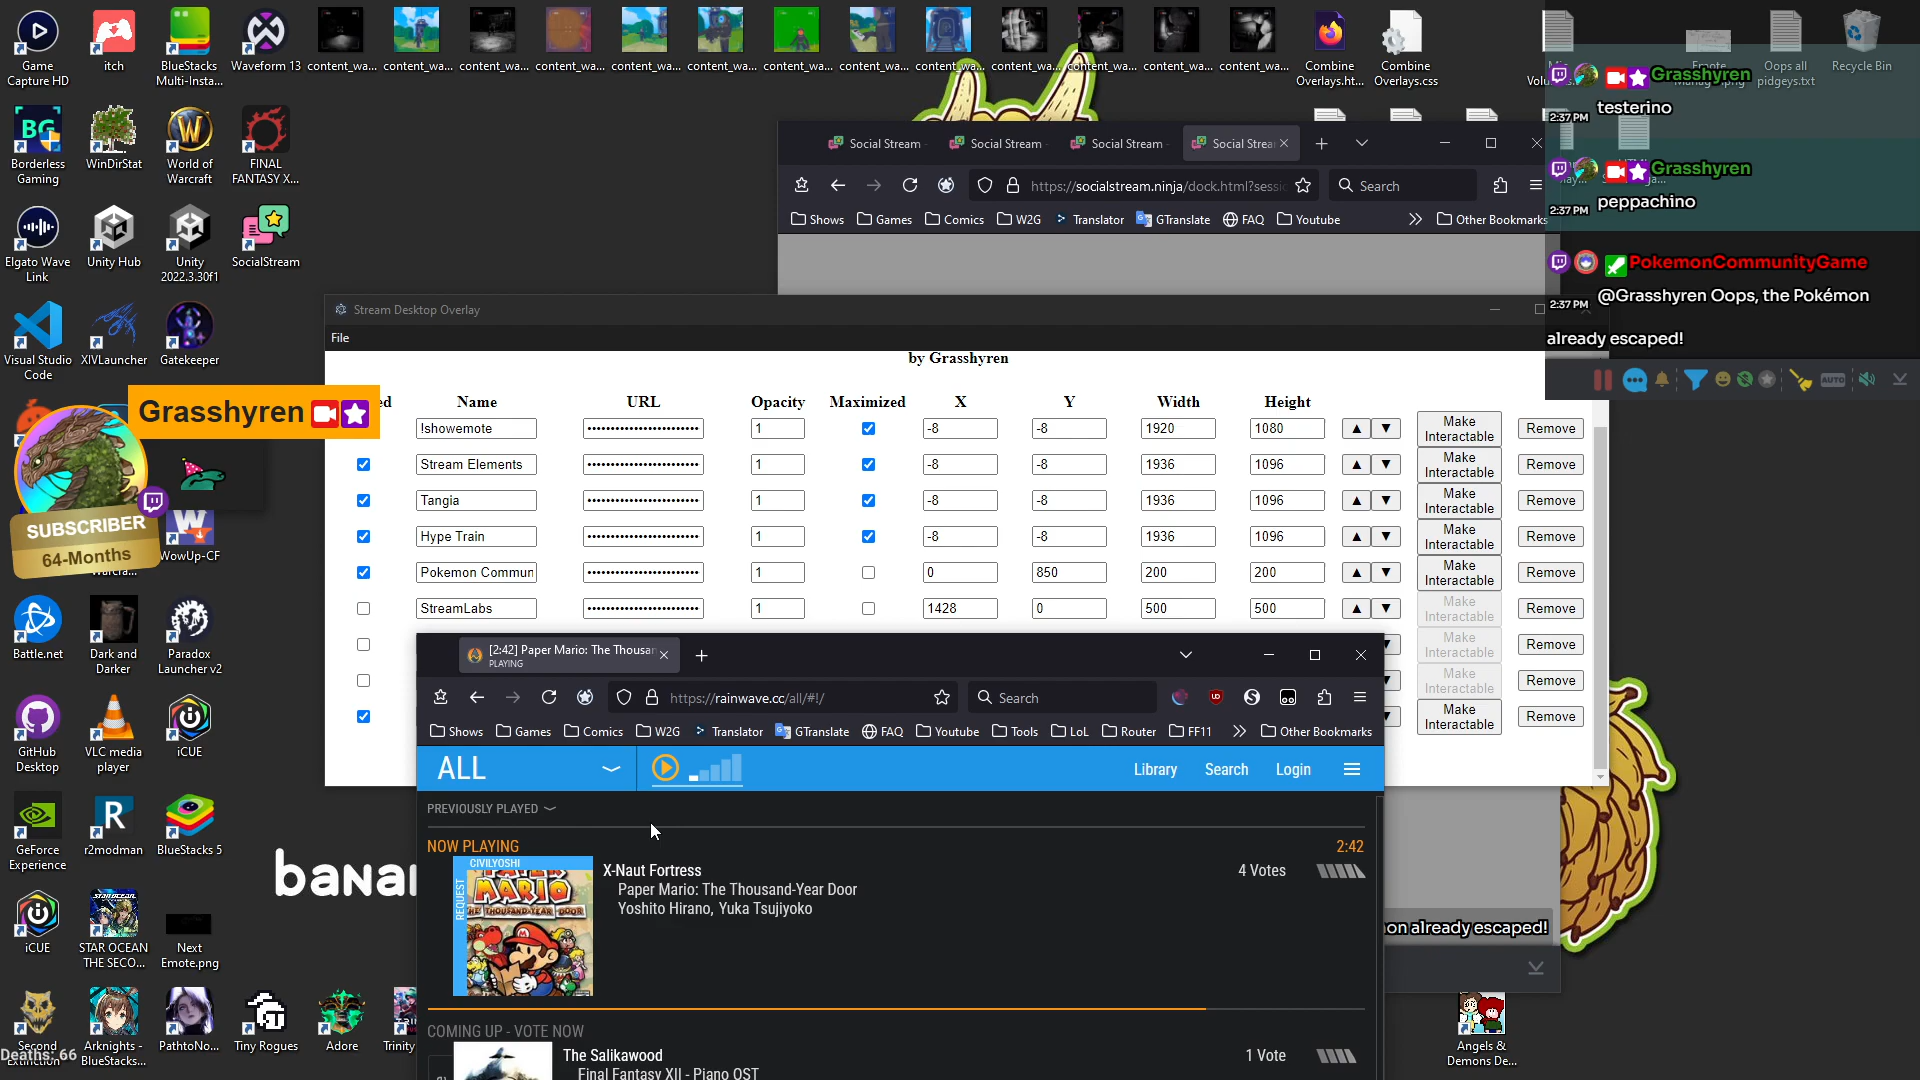 Game Capture HD
itch
BlueStacks Multi-Insta...
Waveform 13
content_wa...
content_wa...
content_wa...
content_wa...
content_wa...
content_wa...
content_wa...
content_wa...
content_wa...
content_wa...
content_wa...
content_wa...
content_wa...
Combine Overlays.ht...
Combine Overlays.css
Oops all pidgeys.txt
Recycle Bin
Borderless Gaming
WinDirStat
World of Warcraft
FINAL FANTASY X...
Elgato Wave Link
Unity Hub
Unity 2022.3.30f1
SocialStream
Visual Studio Code
XIVLauncher
Gatekeeper
Grasshyren
SUBSCRIBER
64-Months
WowUp-CF
Battle.net
Dark and Darker
Paradox Launcher v2
GitHub Desktop
VLC media player
iCUE
GeForce Experience
r2modman
BlueStacks 5
iCUE
STAR OCEAN THE SECO...
Next Emote.png
Second Extinction
Arknights - BlueStacks...
PathtoNo...
Tiny Rogues
Adore
Trinity
Deaths: 66
banan
Angels & Demons De...
Social Stream
Social Stream
Social Stream
Social Strea
https://socialstream.ninja/dock.html?sessi
Search
Shows
Games
Comics
W2G
Translator
GTranslate
FAQ
Youtube
Other Bookmarks
Grasshyren
2:37 PM testerino
Grasshyren
2:37 PM peppachino
PokemonCommunityGame
2:37 PM @Grasshyren Oops, the Pokémon
already escaped!
AUTO
Stream Desktop Overlay
File
by Grasshyren
ed Name URL Opacity Maximized X Y Width Height
!showemote 1 -8 -8 1920 1080 Make Interactable Remove
Stream Elements 1 -8 -8 1936 1096 Make Interactable Remove
Tangia 1 -8 -8 1936 1096 Make Interactable Remove
Hype Train 1 -8 -8 1936 1096 Make Interactable Remove
Pokemon Commun 1 0 850 200 200 Make Interactable Remove
StreamLabs 1 1428 0 500 500 Make Interactable Remove
Make Interactable Remove
Make Interactable Remove
Make Interactable Remove
[2:42] Paper Mario: The Thousan
PLAYING
https://rainwave.cc/all/#!/
Search
Shows
Games
Comics
W2G
Translator
GTranslate
FAQ
Youtube
Tools
LoL
Router
FF11
Other Bookmarks
ALL
Library
Search
Login
PREVIOUSLY PLAYED
NOW PLAYING
2:42
REQUEST
CIVILYOSHI
PAPER MARIO
THE THOUSAND-YEAR DOOR
X-Naut Fortress
4 Votes
Paper Mario: The Thousand-Year Door
Yoshito Hirano, Yuka Tsujiyoko
on already escaped!
COMING UP - VOTE NOW
The Salikawood
1 Vote
Final Fantasy XII - Piano OST